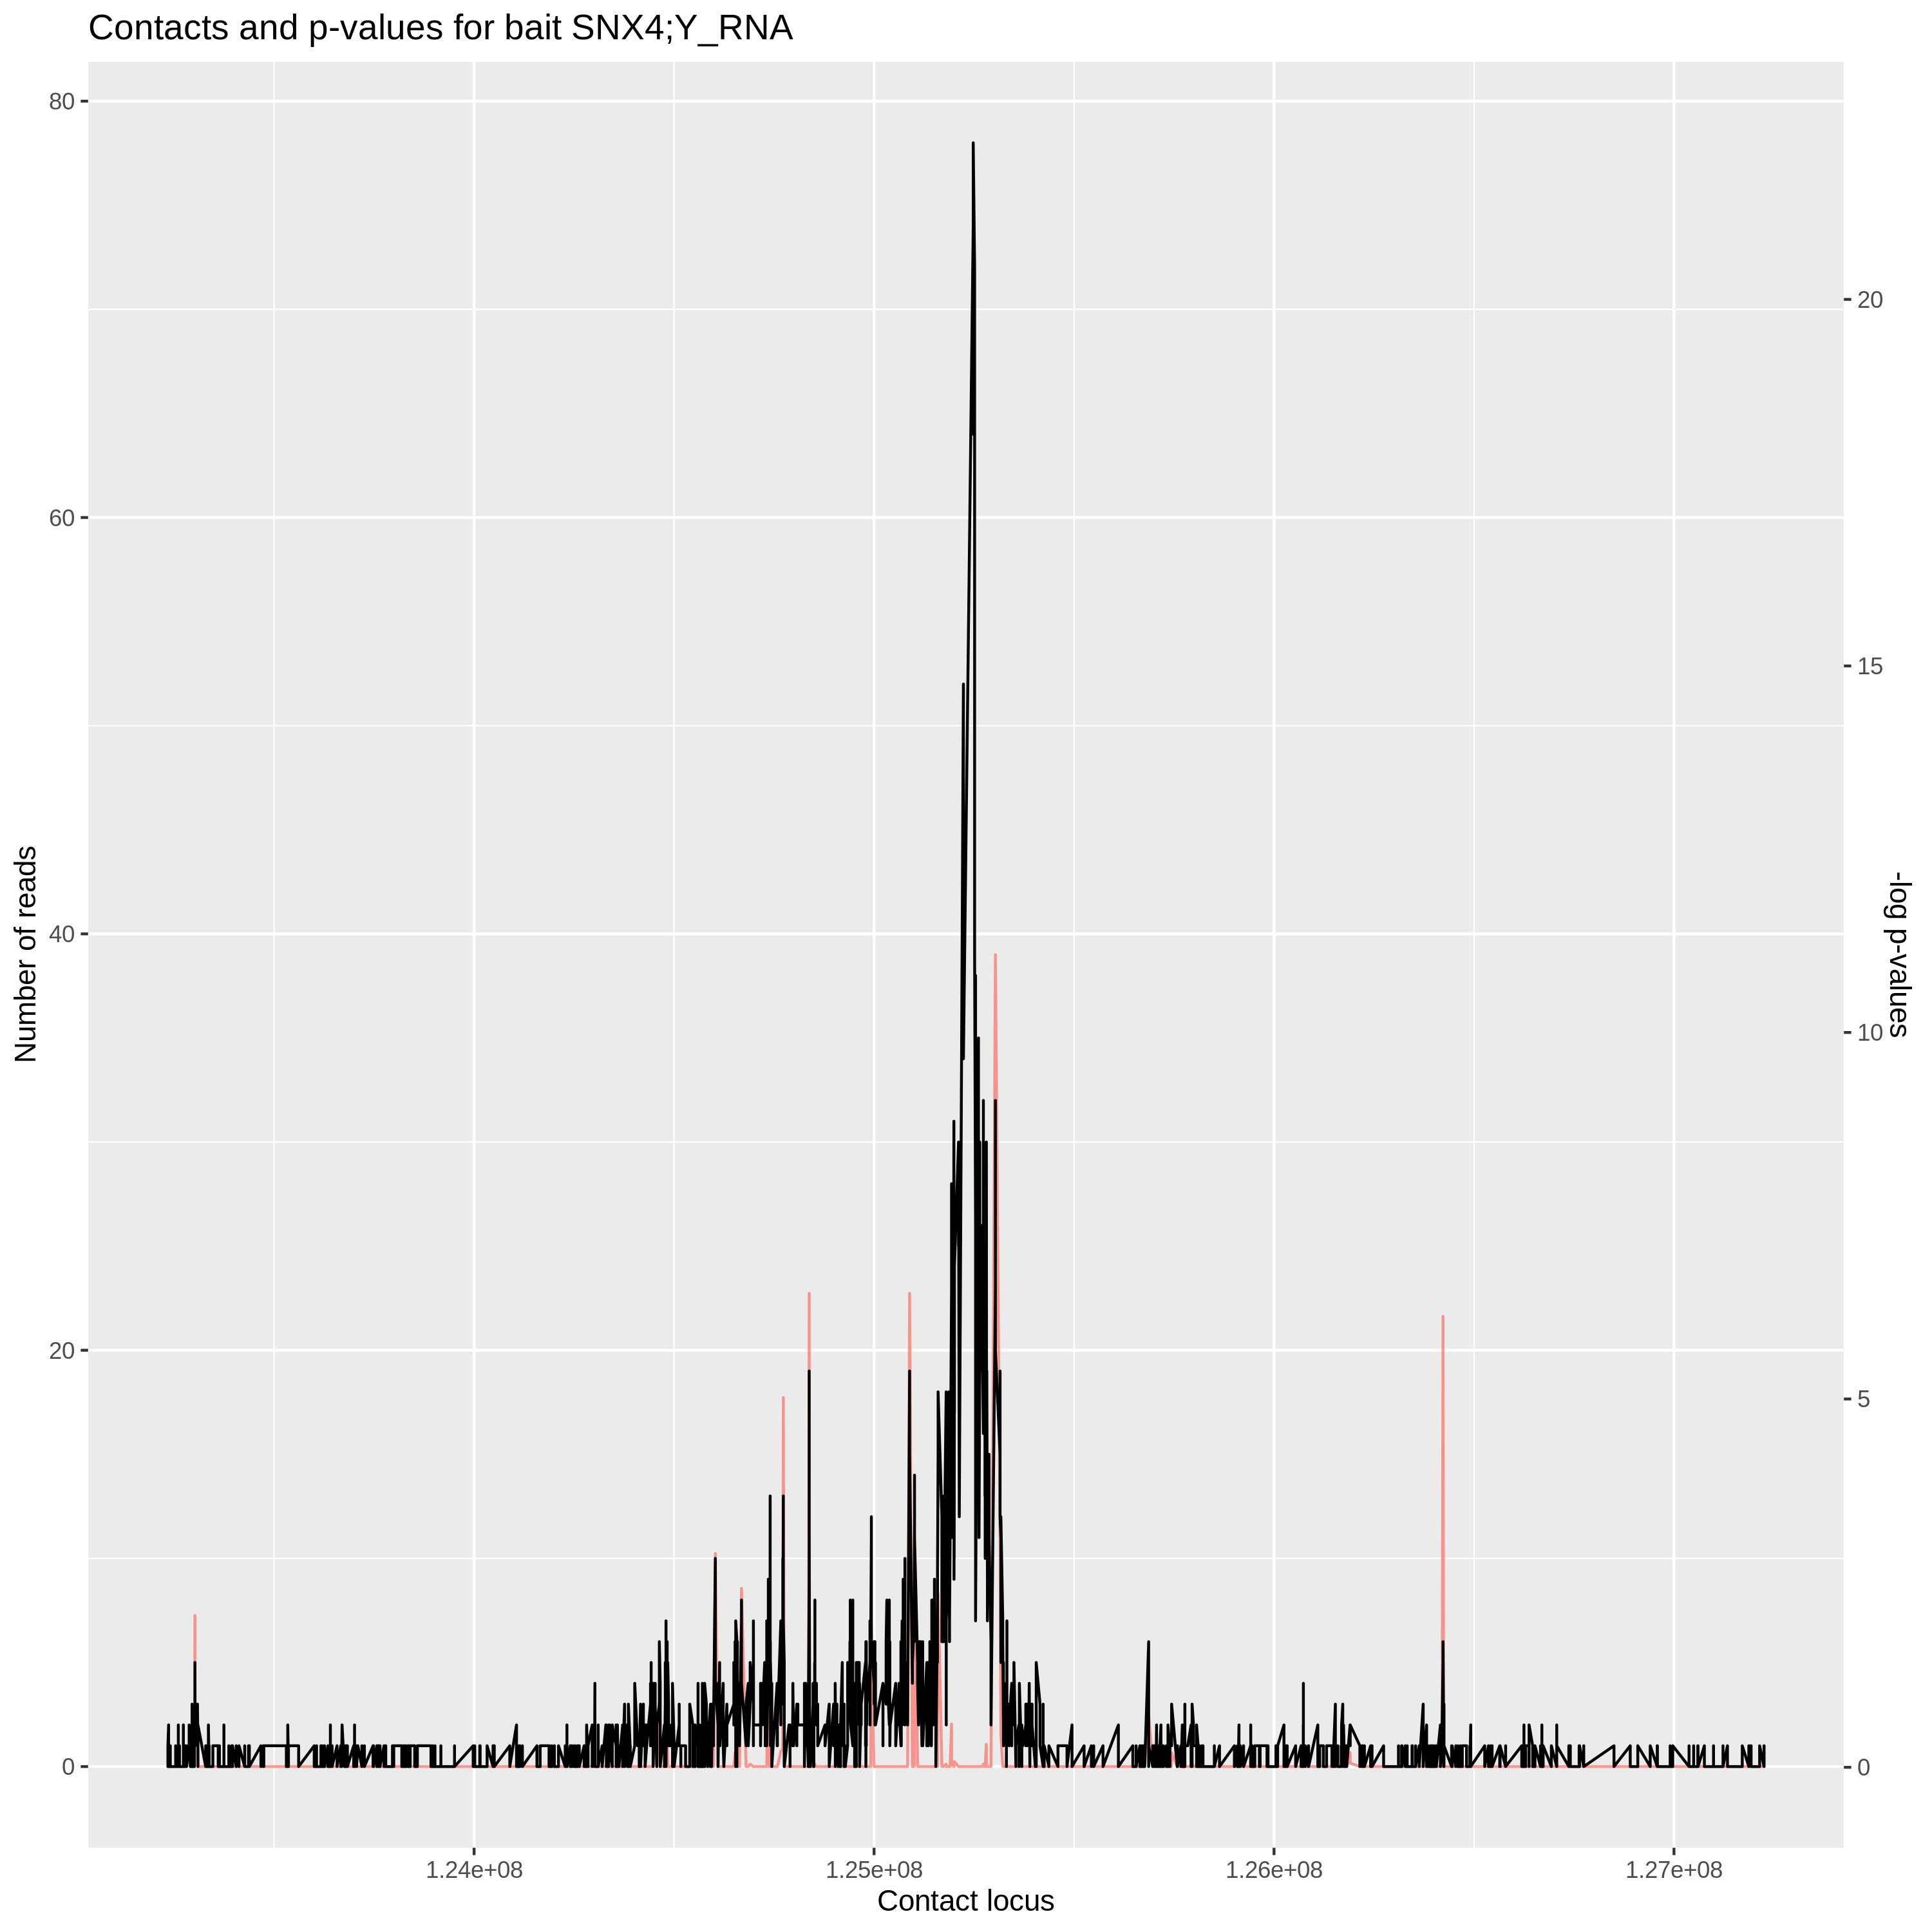 Contacts and p-values for bait SNX4;Y_RNA
80
60
40
20
0
Number of reads
20
15
10
5
0
-log p-values
1.24e+08
1.25e+08
1.26e+08
1.27e+08
Contact locus